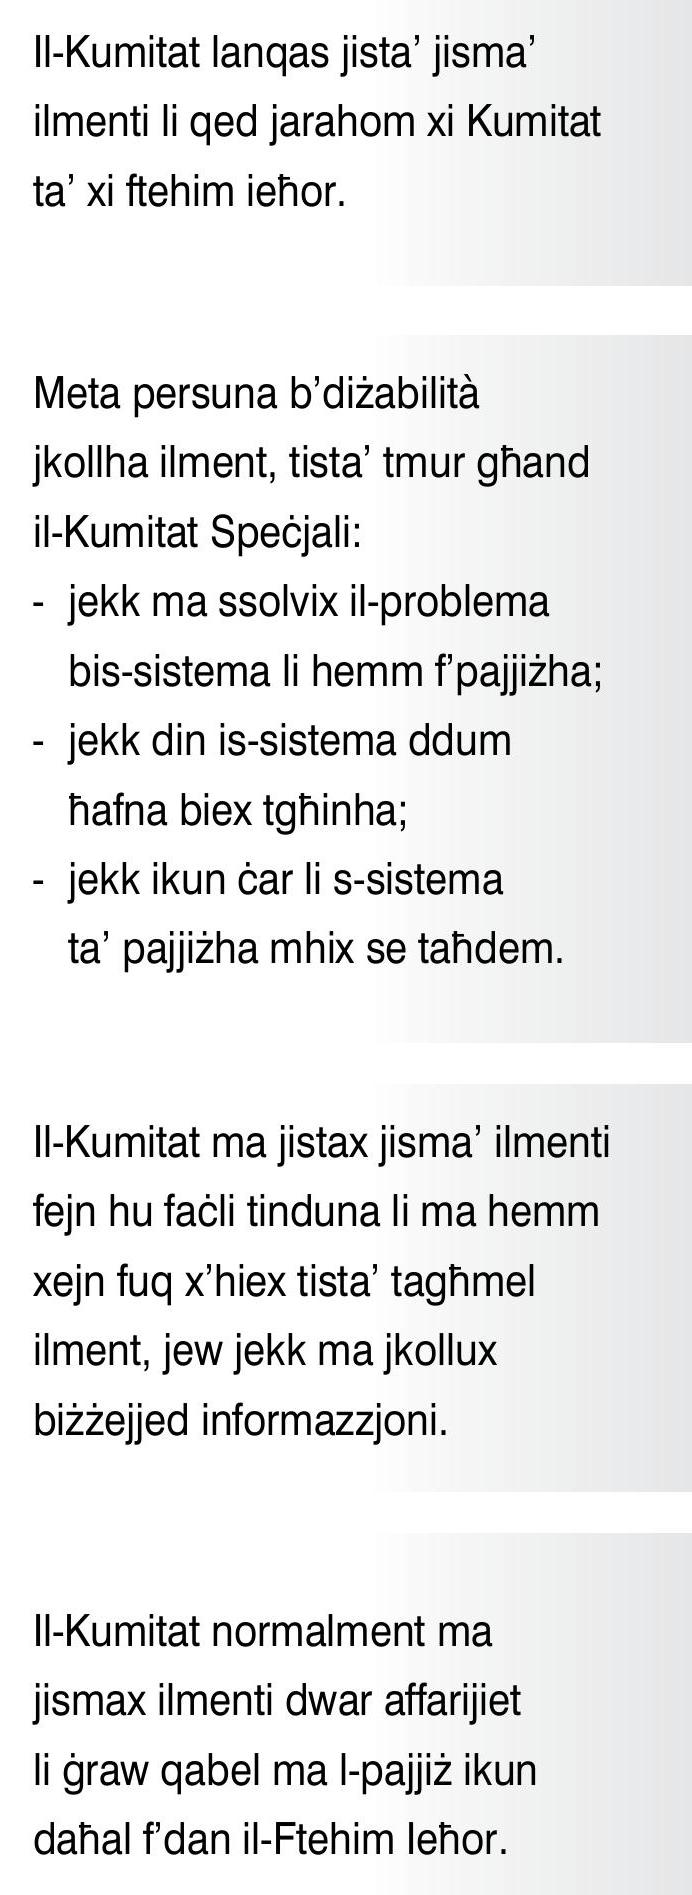 Il-Kumitat lanqas jista’ jisma’
ilmenti li qed jarahom xi Kumitat
ta’ xi ftehim ieħor.
Meta persuna b’diżabilità
jkollha ilment, tista’ tmur għand
il-Kumitat Speċjali:
- jekk ma ssolvix il-problema
bis-sistema li hemm f’pajjiżha;
- jekk din is-sistema ddum
ħafna biex tgħinha;
- jekk ikun ċar li s-sistema
ta’ pajjiżha mhix se taħdem.
Il-Kumitat ma jistax jisma’ ilmenti
fejn hu faċli tinduna li ma hemm
xejn fuq x’hiex tista’ tagħmel
ilment, jew jekk ma jkollux
biżżejjed informazzjoni.
Il-Kumitat normalment ma
jismax ilmenti dwar affarijiet
li ġraw qabel ma l-pajjiż ikun
daħal f’dan il-Ftehim Ieħor.